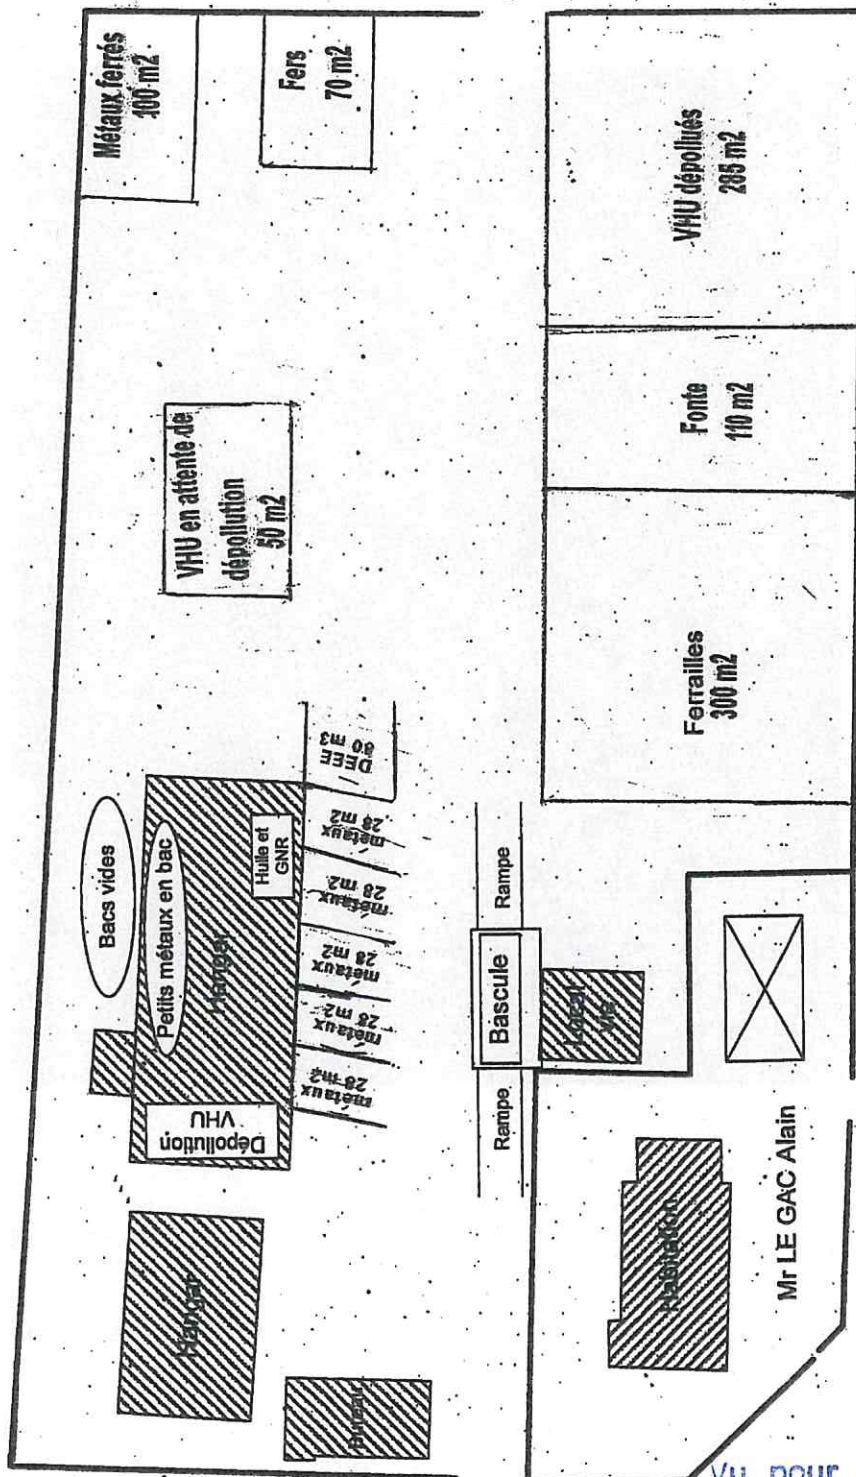 Métaux ferrés
100 m2
Fers
70 m2
VHU en attente de
dépollution
50 m2
VHU dépollués
285 m2
Fonte
110 m2
Ferrailles
300 m2
DEEE
80 m3
métaux
28 m2
métaux
28 m2
métaux
28 m2
métaux
28 m2
métaux
28 m2
Bacs vides
Petits métaux en bac
Huile et
GNR
Hangar
Dépollution
VHU
Rampe
Bascule
Rampe
Local
vie
Hangar
Bureau
Habitation
Mr LE GAC Alain
Vu pour